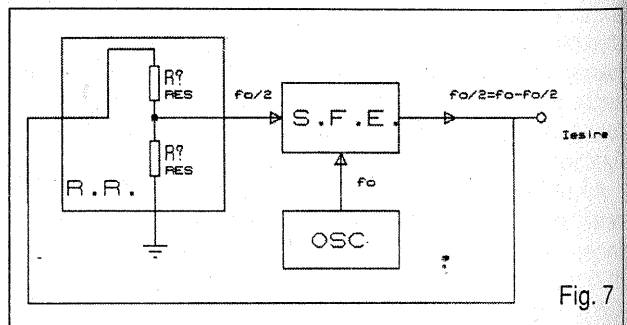 R?
RES
R?
RES
R.R.
fo/2
S.F.E.
fo
OSC
fo/2=fo-fo/2
Iesire
Fig. 7